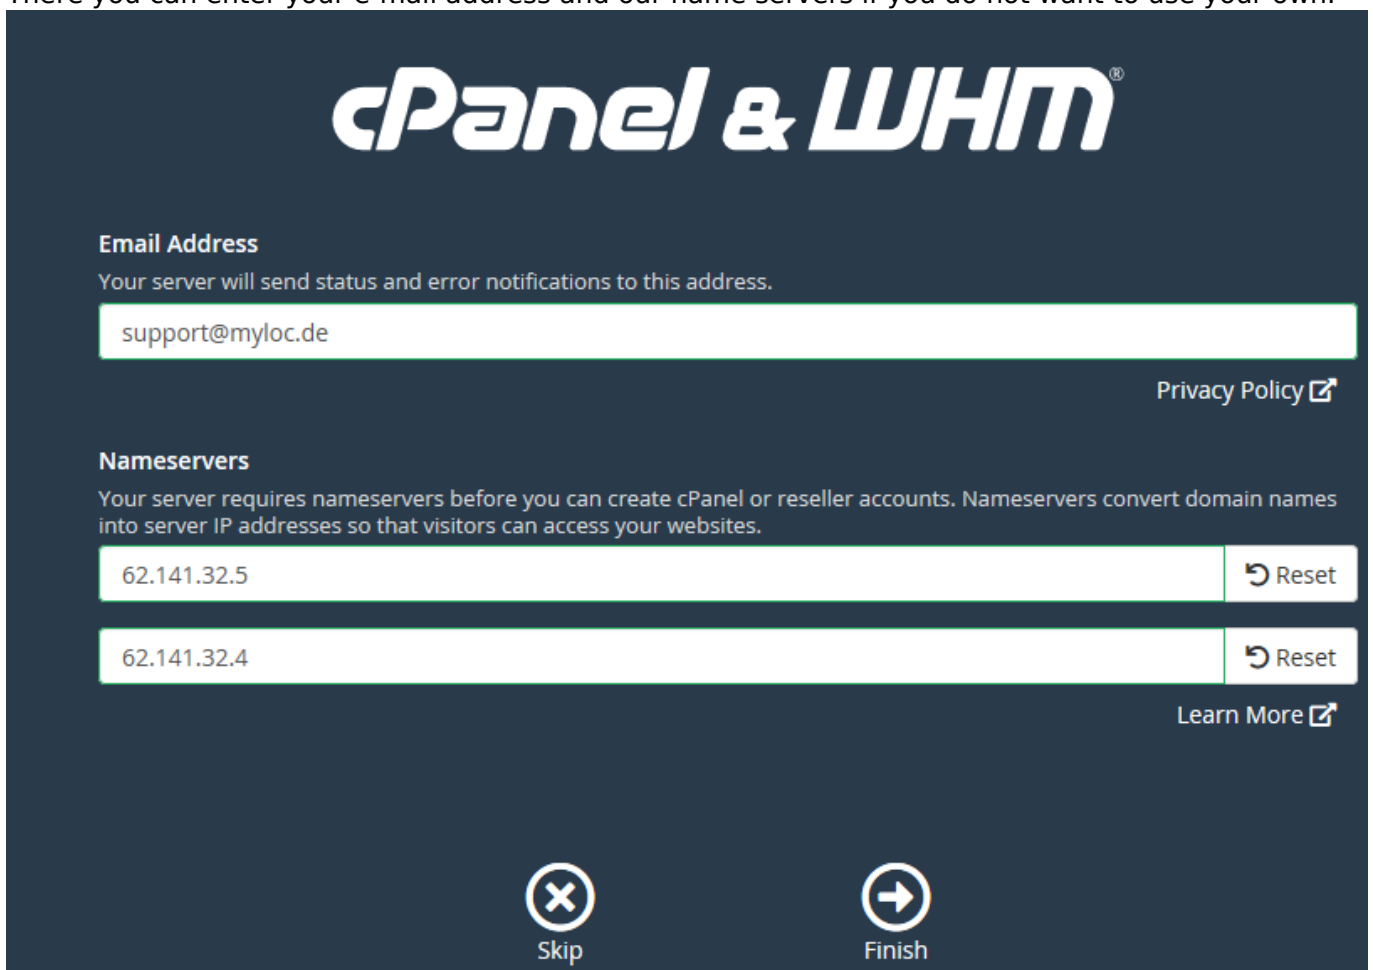 There you can enter your e-mail address and our name servers if you do not want to use your own.
cPanel & WHM®
Email Address
Your server will send status and error notifications to this address.
support@myloc.de
Privacy Policy
Nameservers
Your server requires nameservers before you can create cPanel or reseller accounts. Nameservers convert domain names
into server IP addresses so that visitors can access your websites.
62.141.32.5 Reset
62.141.32.4 Reset
Learn More
Skip Finish